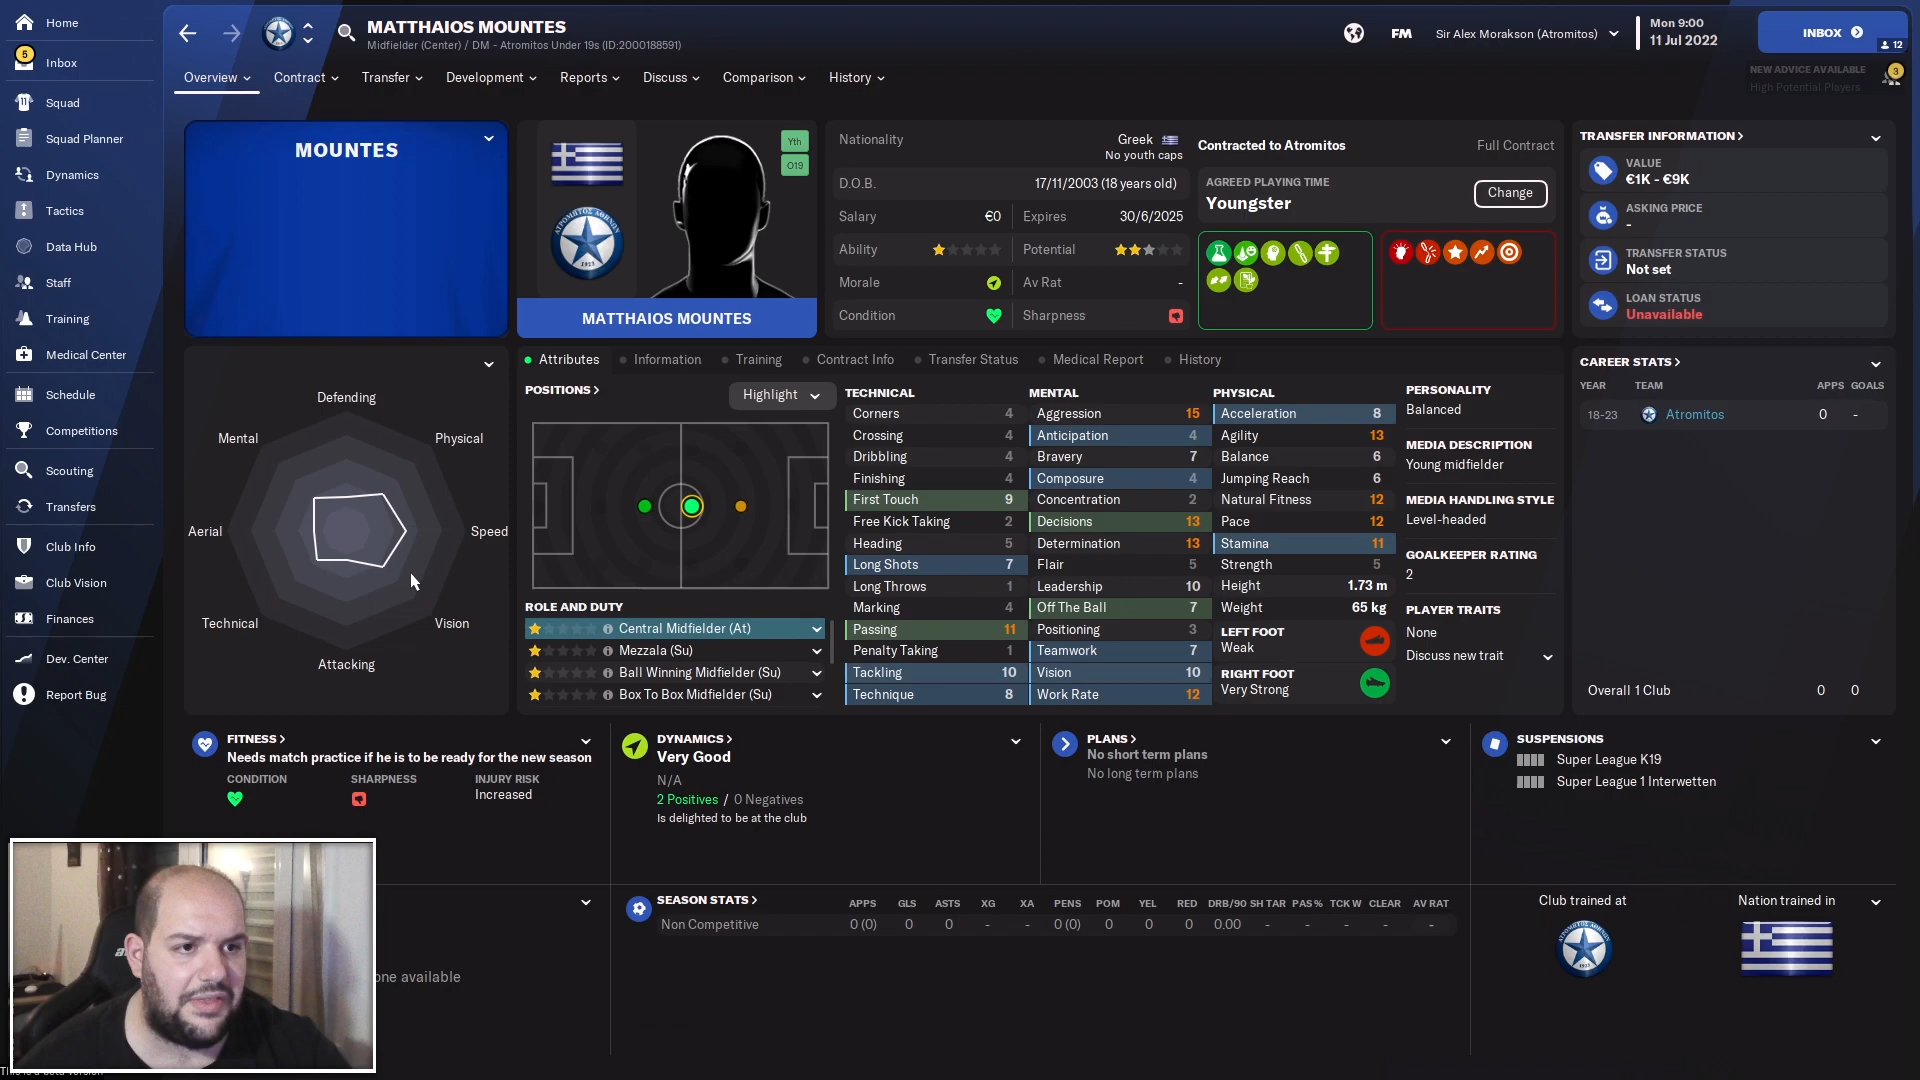 Home
5
Inbox
Squad
Squad Planner
Dynamics
Tactics
Data Hub
Staff
Training
Medical Center
Schedule
Competitions
Scouting
Transfers
Club Info
Club Vision
Finances
Dev. Center
Report Bug
MATTHAIOS MOUNTES
Midfielder (Center) / DM - Atromitos Under 19s (ID:2000188591)
FM
Sir Alex Morakson (Atromitos)
Mon 9:00
11 Jul 2022
INBOX
12
NEW ADVICE AVAILABLE
High Potential Players
3
Overview Contract Transfer Development Reports Discuss Comparison History
MOUNTES
Yth
O19
MATTHAIOS MOUNTES
Nationality Greek
No youth caps
D.O.B. 17/11/2003 (18 years old)
Salary €0 Expires 30/6/2025
Ability Potential
Morale Av Rat -
Condition Sharpness
Contracted to Atromitos Full Contract
AGREED PLAYING TIME
Youngster
Change
TRANSFER INFORMATION
VALUE
€1K - €9K
ASKING PRICE
-
TRANSFER STATUS
Not set
LOAN STATUS
Unavailable
Defending
Physical
Speed
Vision
Attacking
Technical
Aerial
Mental
Attributes Information Training Contract Info Transfer Status Medical Report History
POSITIONS
Highlight
ROLE AND DUTY
Central Midfielder (At)
Mezzala (Su)
Ball Winning Midfielder (Su)
Box To Box Midfielder (Su)
TECHNICAL
Corners 4
Crossing 4
Dribbling 4
Finishing 4
First Touch 9
Free Kick Taking 2
Heading 5
Long Shots 7
Long Throws 1
Marking 4
Passing 11
Penalty Taking 1
Tackling 10
Technique 8
MENTAL
Aggression 15
Anticipation 4
Bravery 7
Composure 4
Concentration 2
Decisions 13
Determination 13
Flair 5
Leadership 10
Off The Ball 7
Positioning 3
Teamwork 7
Vision 10
Work Rate 12
PHYSICAL
Acceleration 8
Agility 13
Balance 6
Jumping Reach 6
Natural Fitness 12
Pace 12
Stamina 11
Strength 5
Height 1.73 m
Weight 65 kg
LEFT FOOT
Weak
RIGHT FOOT
Very Strong
PERSONALITY
Balanced
MEDIA DESCRIPTION
Young midfielder
MEDIA HANDLING STYLE
Level-headed
GOALKEEPER RATING
2
PLAYER TRAITS
None
Discuss new trait
CAREER STATS
YEAR TEAM APPS GOALS
18-23 Atromitos 0 -
Overall 1 Club 0 0
FITNESS
Needs match practice if he is to be ready for the new season
CONDITION SHARPNESS INJURY RISK
Increased
DYNAMICS
Very Good
N/A
2 Positives / 0 Negatives
Is delighted to be at the club
PLANS
No short term plans
No long term plans
SUSPENSIONS
Super League K19
Super League 1 Interwetten
one available
SEASON STATS APPS GLS ASTS XG XA PENS POM YEL RED DRB/90 SH TAR PAS % TCK W CLEAR AV RAT
Non Competitive 0 (0) 0 0 - - 0 (0) 0 0 0 0.00 - - - - -
Club trained at
Nation trained in